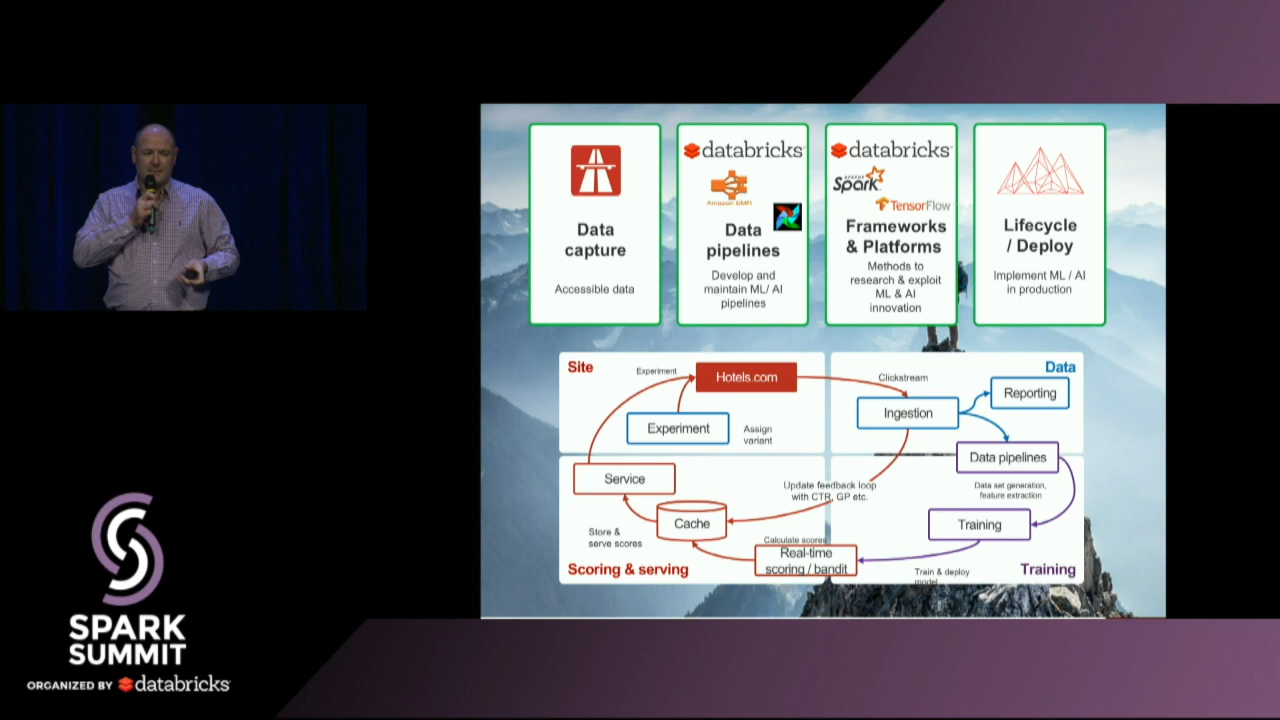 Data
capture
Accessible data
databricks
Amazon EMR
Data
pipelines
Develop and
maintain ML/ AI
pipelines
databricks
APACHE
Spark
TensorFlow
Frameworks
& Platforms
Methods to
research & exploit
ML & AI
innovation
Lifecycle
/ Deploy
Implement ML / AI
in production
Site
Experiment
Hotels.com
Experiment
Assign
variant
Clickstream
Data
Ingestion
Reporting
Data pipelines
Data set generation,
feature extraction
Training
Train & deploy
model
Training
Service
Update feedback loop
with CTR, GP etc.
Cache
Store &
serve scores
Calculate scores
Real-time
scoring / bandit
Scoring & serving
SPARK
SUMMIT
ORGANIZED BY databricks